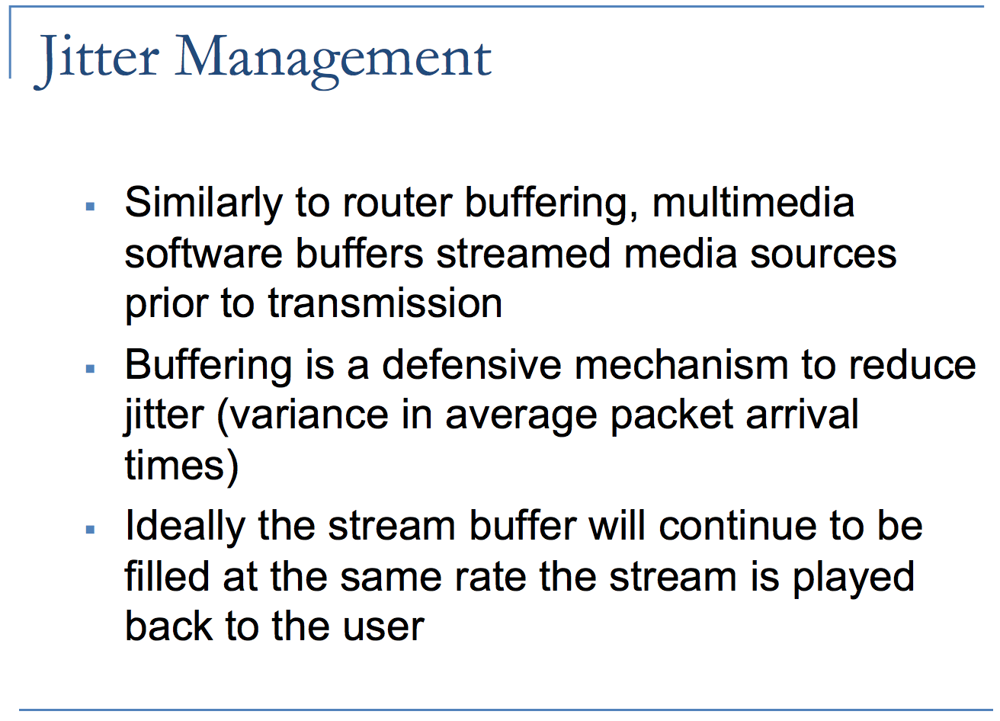 Jitter Management
▪ Similarly to router buffering, multimedia
software buffers streamed media sources
prior to transmission
▪ Buffering is a defensive mechanism to reduce
jitter (variance in average packet arrival
times)
▪ Ideally the stream buffer will continue to be
filled at the same rate the stream is played
back to the user